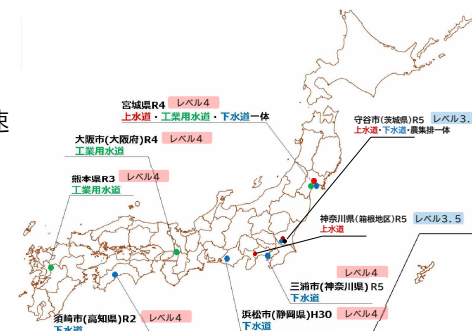 速
宮城県R4 レベル4
上水道・工業用水道・下水道一体
守谷市(茨城県)R5 レベル3.
上水道・下水道・農集排一体
大阪市(大阪府)R4 レベル4
工業用水道
熊本県R3 レベル4
工業用水道
神奈川県(箱根地区)R5 レベル3.5
上水道
レベル4
三浦市(神奈川県)R5
下水道
須崎市(高知県)R2 レベル4
下水道
浜松市(静岡県)H30 レベル4
下水道